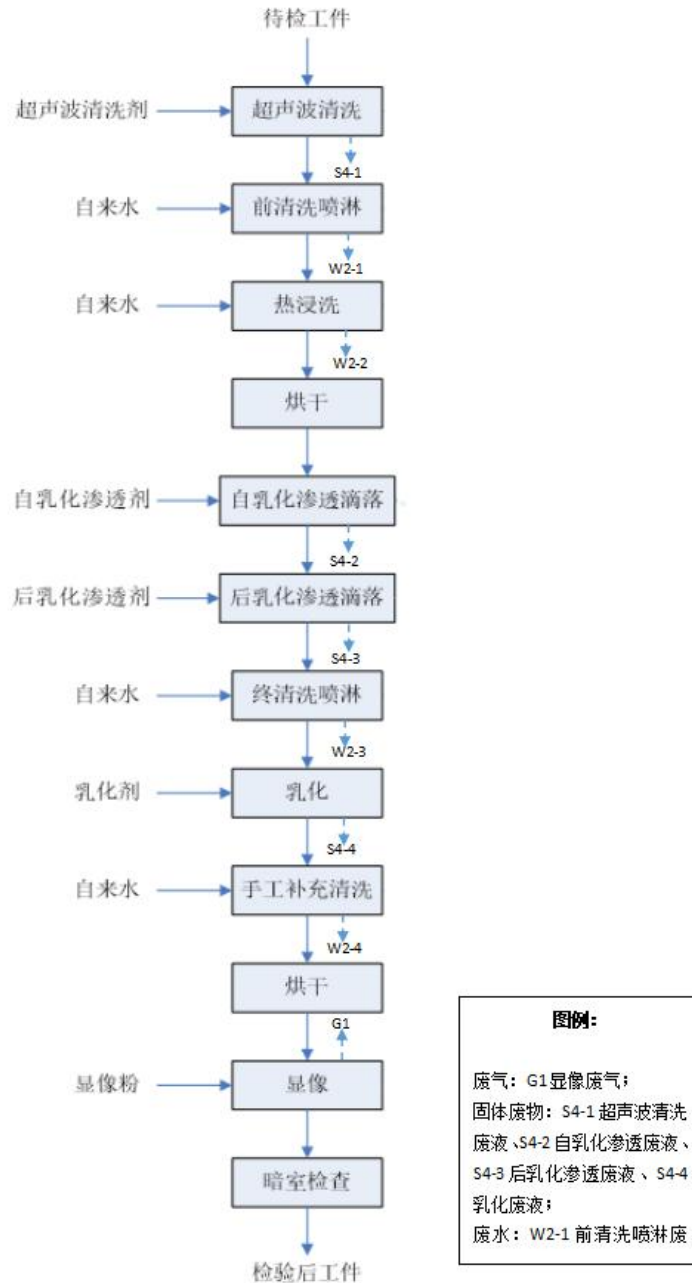 待检工件
超声波清洗剂
超声波清洗
S4-1
自来水
前清洗喷淋
W2-1
自来水
热浸洗
W2-2
烘干
自乳化渗透剂
自乳化渗透滴落
S4-2
后乳化渗透剂
后乳化渗透滴落
S4-3
自来水
终清洗喷淋
W2-3
乳化剂
乳化
S4-4
自来水
手工补充清洗
W2-4
烘干
G1
显像粉
显像
暗室检查
检验后工件
图例:
废气: G1显像废气;
固体废物: S4-1超声波清洗
废液、S4-2自乳化渗透废液、
S4-3后乳化渗透废液、S4-4
乳化废液;
废水: W2-1前清洗喷淋废